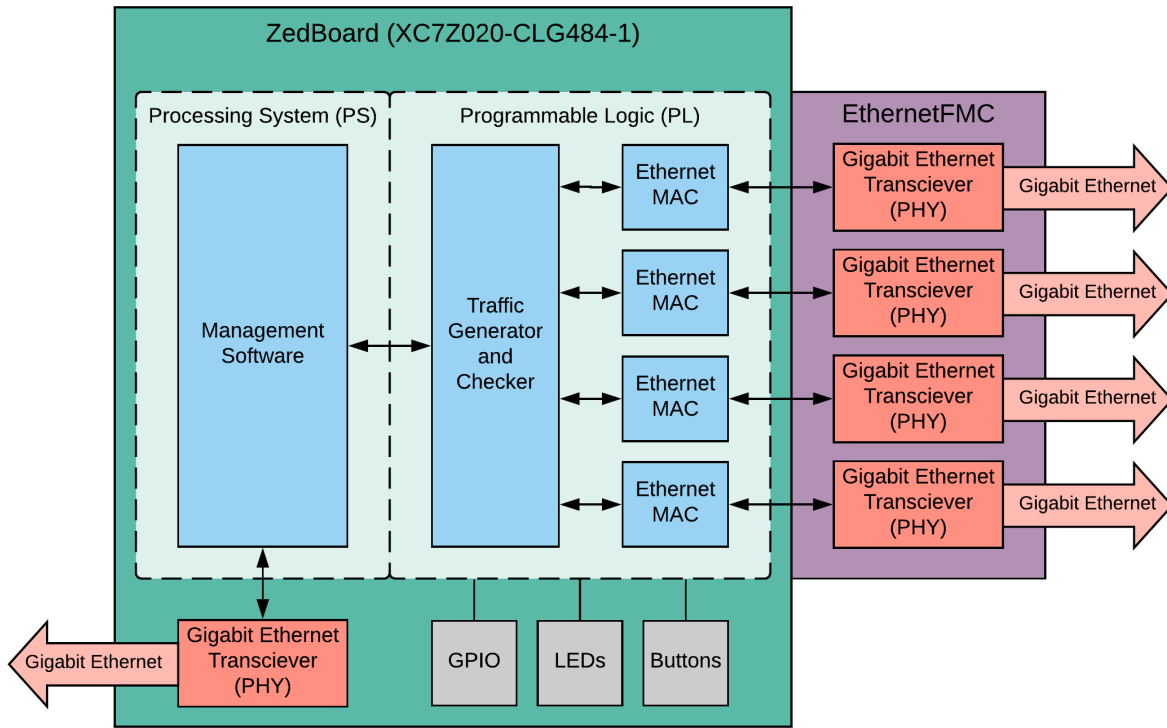 ZedBoard (XC7Z020-CLG484-1)
Processing System (PS)
Programmable Logic (PL)
EthernetFMC
Management
Software
Traffic
Generator
and
Checker
Ethernet
MAC
Gigabit Ethernet
Transciever
(PHY)
Gigabit Ethernet
Ethernet
MAC
Gigabit Ethernet
Transciever
(PHY)
Gigabit Ethernet
Ethernet
MAC
Gigabit Ethernet
Transciever
(PHY)
Gigabit Ethernet
Ethernet
MAC
Gigabit Ethernet
Transciever
(PHY)
Gigabit Ethernet
Gigabit Ethernet
Gigabit Ethernet
Transciever
(PHY)
GPIO
LEDs
Buttons